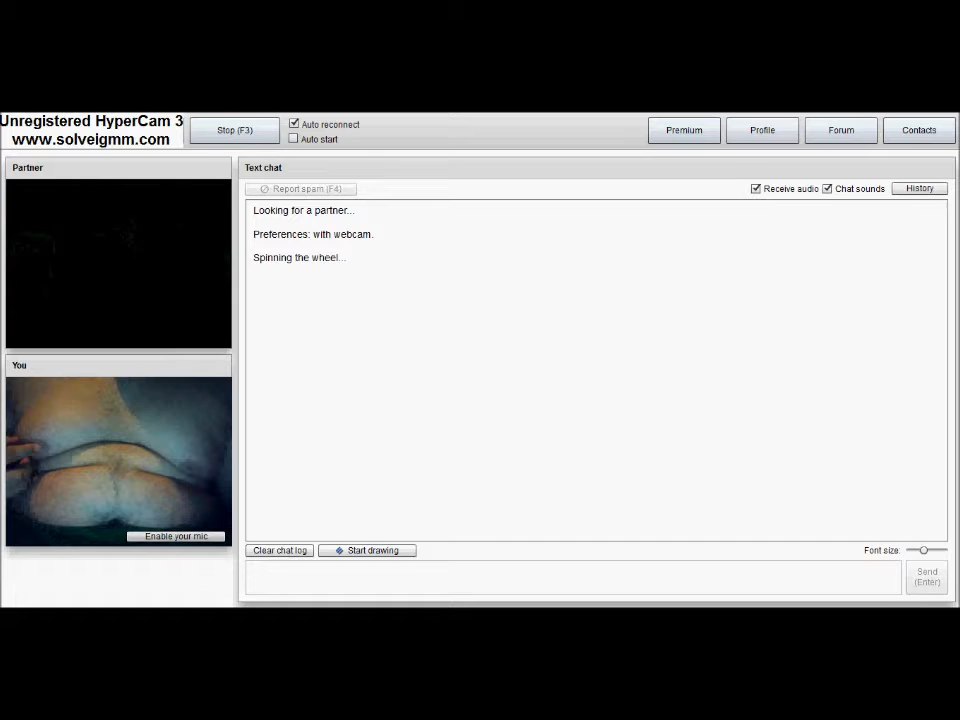 Unregistered HyperCam 3
www.solveigmm.com
Stop (F3)
Auto reconnect
Auto start
Premium
Profile
Forum
Contacts
Partner
Text chat
Report spam (F4)
Receive audio
Chat sounds
History
Looking for a partner...
Preferences: with webcam.
Spinning the wheel...
You
Enable your mic
Clear chat log
Start drawing
Font size:
Send
(Enter)